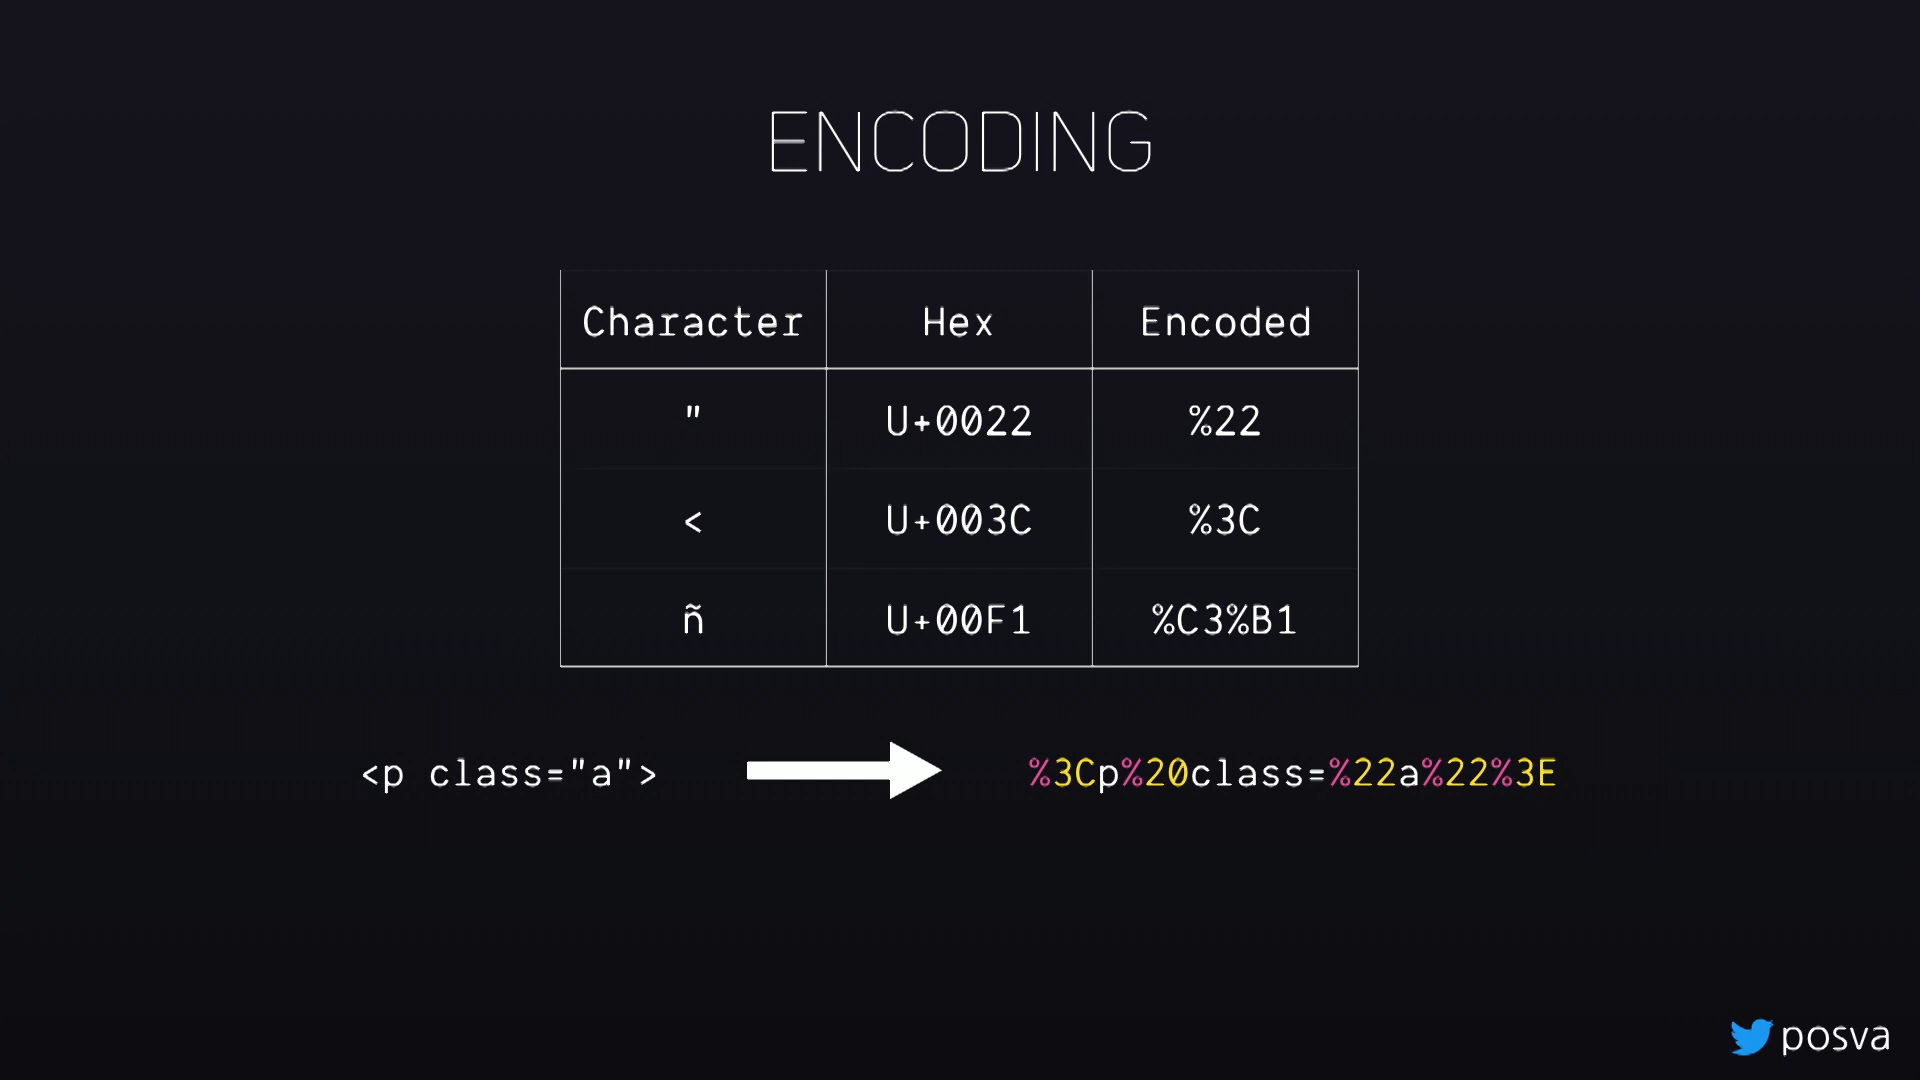 ENCODING
Character Hex Encoded
" U+0022 %22
< U+003C %3C
ñ U+00F1 %C3%B1
<p class="a"> %3Cp%20class=%22a%22%3E
posva